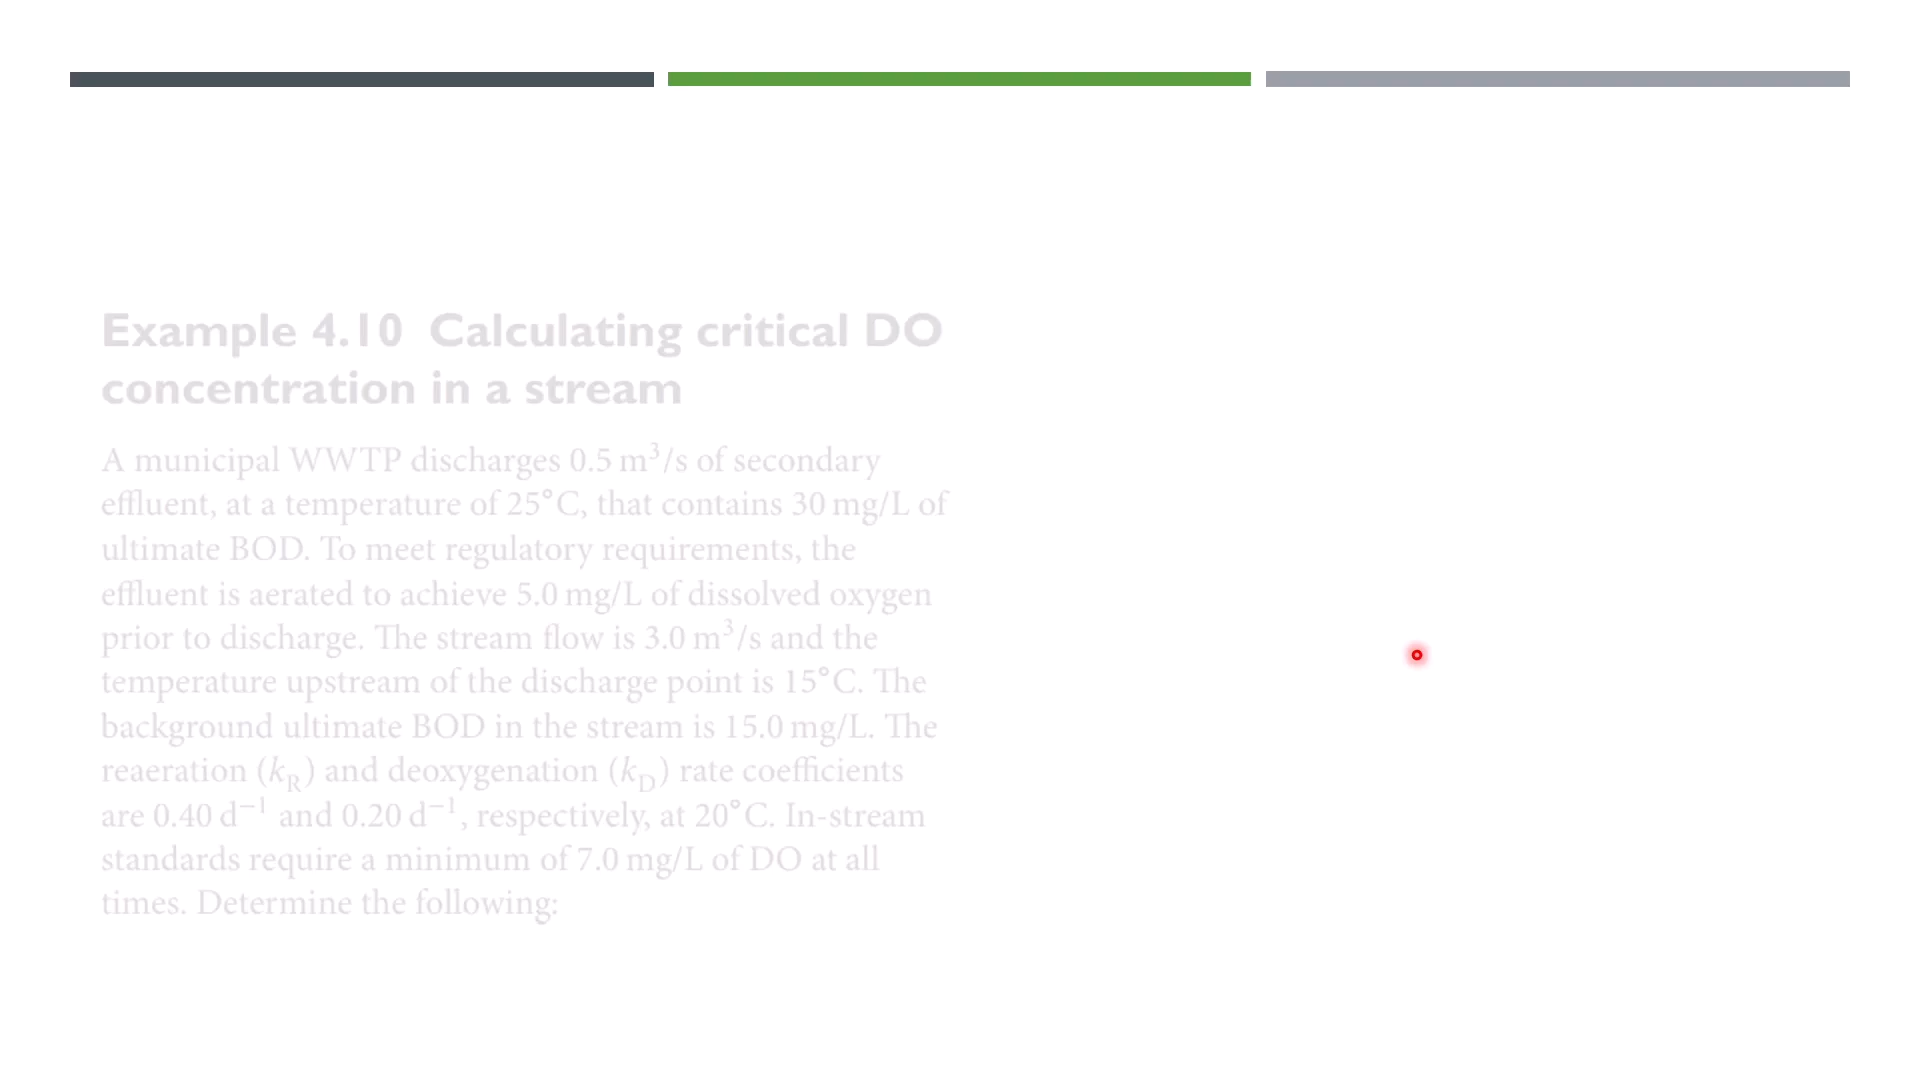 Example 4.10 Calculating critical DO
concentration in a stream
A municipal WWTP discharges 0.5 m³/s of secondary
effluent, at a temperature of 25°C, that contains 30 mg/L of
ultimate BOD. To meet regulatory requirements, the
effluent is aerated to achieve 5.0 mg/L of dissolved oxygen
prior to discharge. The stream flow is 3.0 m³/s and the
temperature upstream of the discharge point is 15°C. The
background ultimate BOD in the stream is 15.0 mg/L. The
reaeration (k_R) and deoxygenation (k_D) rate coefficients
are 0.40 d⁻¹ and 0.20 d⁻¹, respectively, at 20°C. In-stream
standards require a minimum of 7.0 mg/L of DO at all
times. Determine the following: